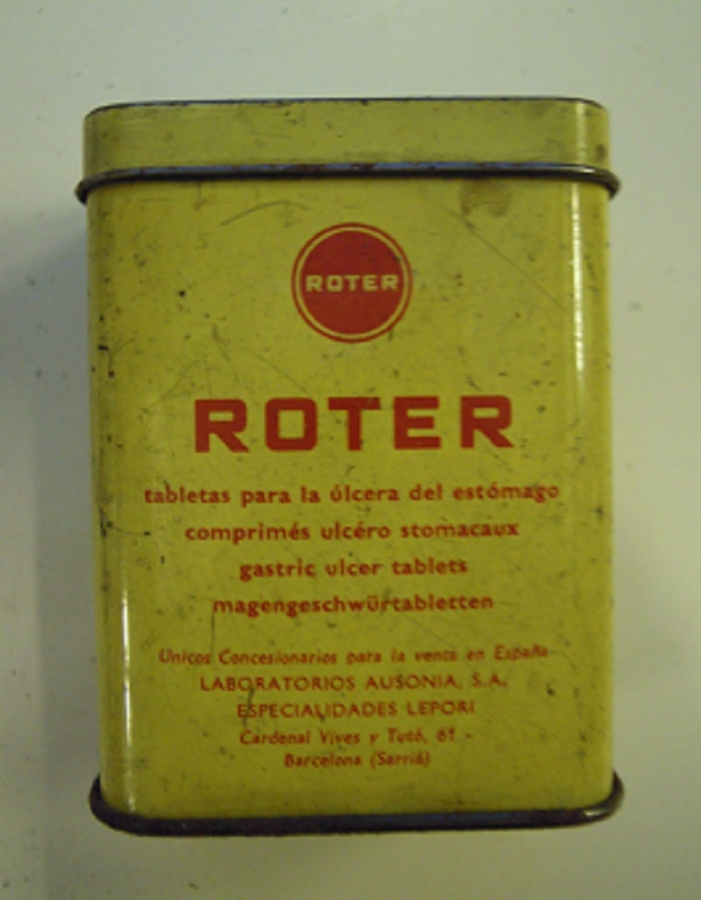 ROTER
ROTER
tabletas para la úlcera del estómago
comprimés ulcéro stomacaux
gastric ulcer tablets
magengeschwürtabletten
Unicos Concesionarios para la venta en España
LABORATORIOS AUSONIA, S.A.
ESPECIALIDADES LEPORI
Cardenal Vives y Tutó, 61 -
Barcelona (Sarriá)